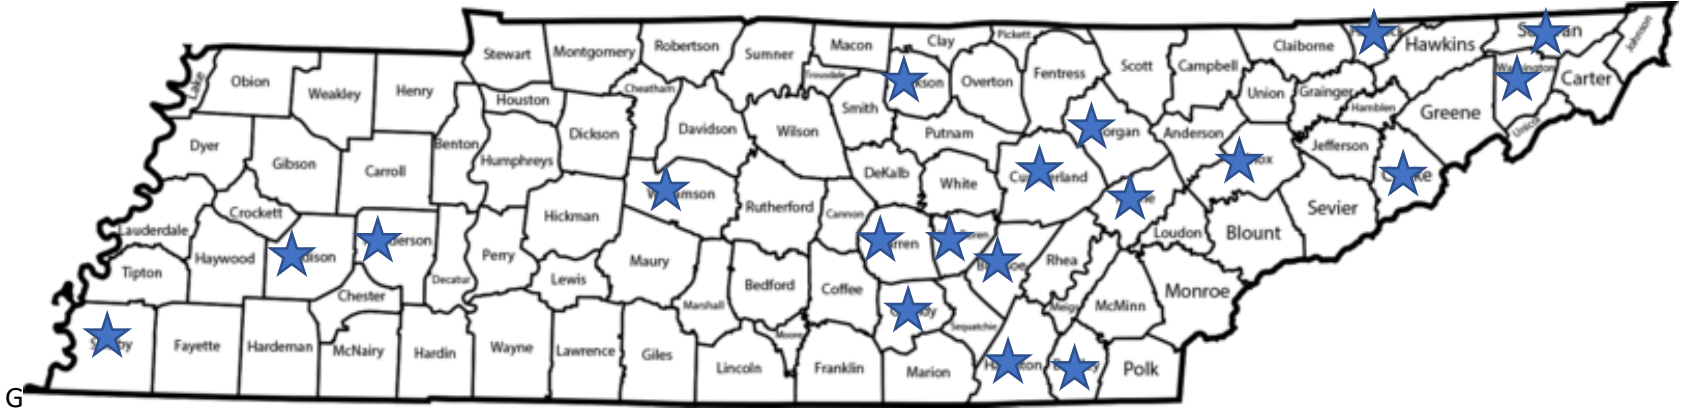 Stewart
Montgomery
Robertson
Sumner
Macon
Clay
Pickett
Scott
Campbell
Claiborne
Hawkins
Johnson
Lake
Obion
Weakley
Henry
Houston
Cheatham
Trousdale
Smith
Overton
Fentress
Union
Grainger
Hamblen
Greene
Carter
Unicoi
Dyer
Gibson
Carroll
Benton
Humphreys
Dickson
Davidson
Wilson
Putnam
Anderson
Jefferson
Crockett
Lauderdale
Haywood
Tipton
Hickman
Rutherford
Cannon
DeKalb
White
Loudon
Blount
Sevier
Decatur
Perry
Lewis
Maury
Bedford
Coffee
Rhea
Monroe
McMinn
Meigs
Chester
Marshall
Moore
Sequatchie
Fayette
Hardeman
McNairy
Hardin
Wayne
Lawrence
Giles
Lincoln
Franklin
Marion
Polk
G